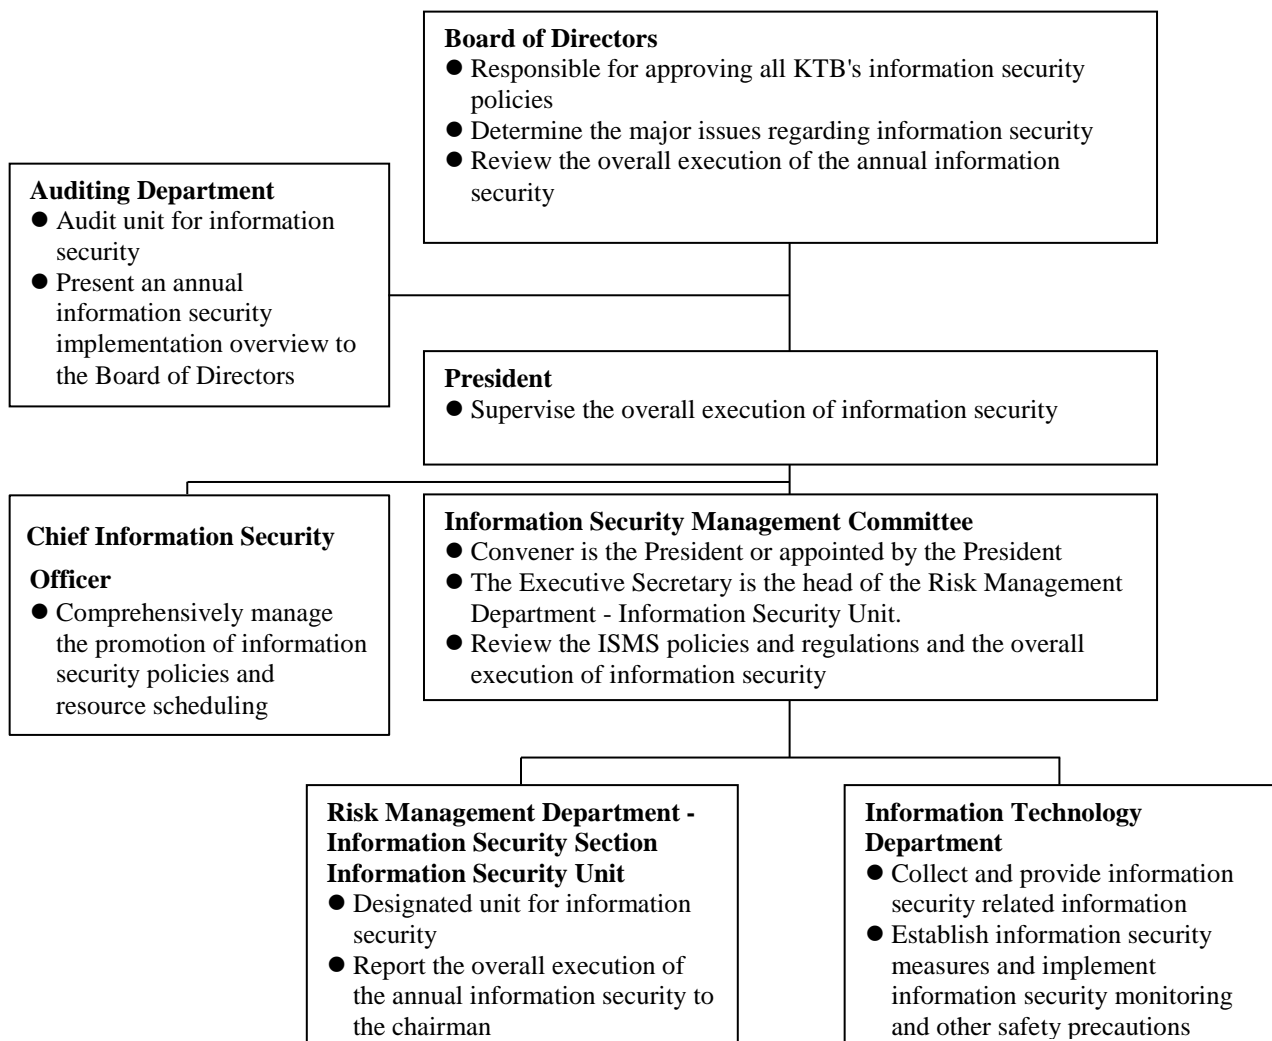 Board of Directors
● Responsible for approving all KTB's information security
policies
● Determine the major issues regarding information security
● Review the overall execution of the annual information
security
Auditing Department
● Audit unit for information
security
● Present an annual
information security
implementation overview to
the Board of Directors
President
● Supervise the overall execution of information security
Chief Information Security
Officer
● Comprehensively manage
the promotion of information
security policies and
resource scheduling
Information Security Management Committee
● Convener is the President or appointed by the President
● The Executive Secretary is the head of the Risk Management
Department - Information Security Unit.
● Review the ISMS policies and regulations and the overall
execution of information security
Risk Management Department -
Information Security Section
Information Security Unit
● Designated unit for information
security
● Report the overall execution of
the annual information security to
the chairman
Information Technology
Department
● Collect and provide information
security related information
● Establish information security
measures and implement
information security monitoring
and other safety precautions